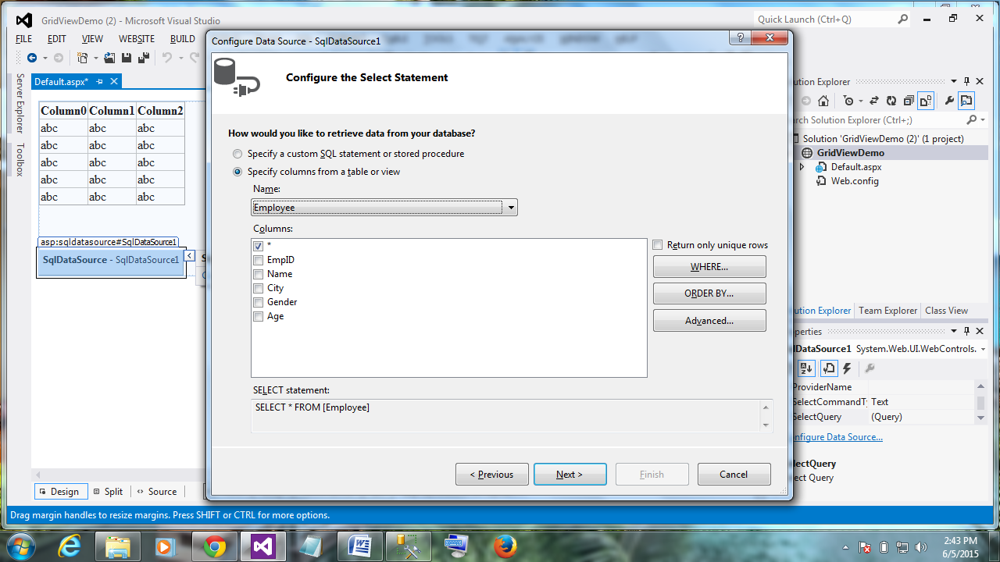 GridViewDemo (2) - Microsoft Visual Studio
Quick Launch (Ctrl+Q)
FILE EDIT VIEW WEBSITE BUILD
Default.aspx*
Server Explorer
Toolbox
Column0 Column1 Column2
abc abc abc
abc abc abc
abc abc abc
abc abc abc
abc abc abc
asp:sqldatasource#SqlDataSource1
SqlDataSource - SqlDataSource1
Design Split Source
Configure Data Source - SqlDataSource1
Configure the Select Statement
How would you like to retrieve data from your database?
Specify a custom SQL statement or stored procedure
Specify columns from a table or view
Name:
Employee
Columns:
*
EmpID
Name
City
Gender
Age
Return only unique rows
WHERE...
ORDER BY...
Advanced...
SELECT statement:
SELECT * FROM [Employee]
< Previous Next > Finish Cancel
ution Explorer
rch Solution Explorer (Ctrl+;)
Solution 'GridViewDemo (2)' (1 project)
GridViewDemo
Default.aspx
Web.config
ution Explorer Team Explorer Class View
perties
lDataSource1 System.Web.UI.WebControls.
ProviderName
SelectCommandTy Text
SelectQuery (Query)
nfigure Data Source...
lectQuery
ect Query
Drag margin handles to resize margins. Press SHIFT or CTRL for more options.
2:43 PM
6/5/2015